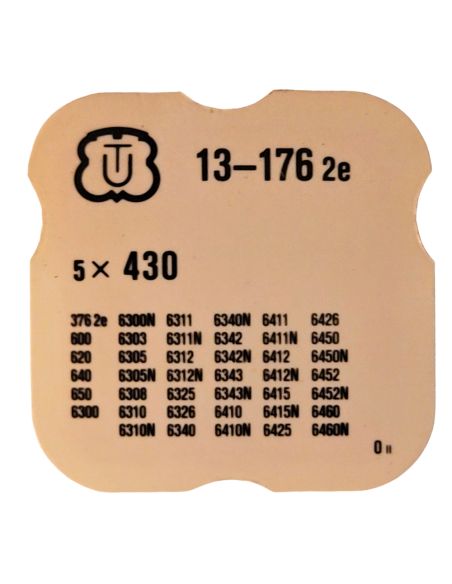 TU
13–176 2e
5 × 430
376 2e 6300N 6311 6340N 6411 6426
600 6303 6311N 6342 6411N 6450
620 6305 6312 6342N 6412 6450N
640 6305N 6312N 6343 6412N 6452
650 6308 6325 6343N 6415 6452N
6300 6310 6326 6410 6415N 6460
6310N 6340 6410N 6425 6460N
0 II